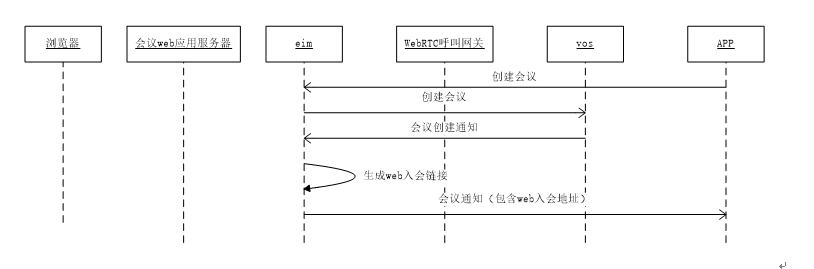 浏览器
会议web应用服务器
eim
WebRTC呼叫网关
vos
APP
创建会议
创建会议
会议创建通知
生成web入会链接
会议通知（包含web入会地址）